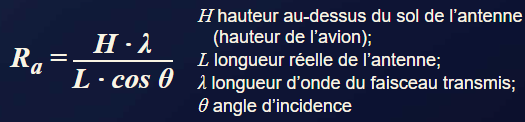 Rₐ = H · λ / L · cos θ
H hauteur au-dessus du sol de l'antenne
(hauteur de l'avion);
L longueur réelle de l'antenne;
λ longueur d'onde du faisceau transmis;
θ angle d'incidence